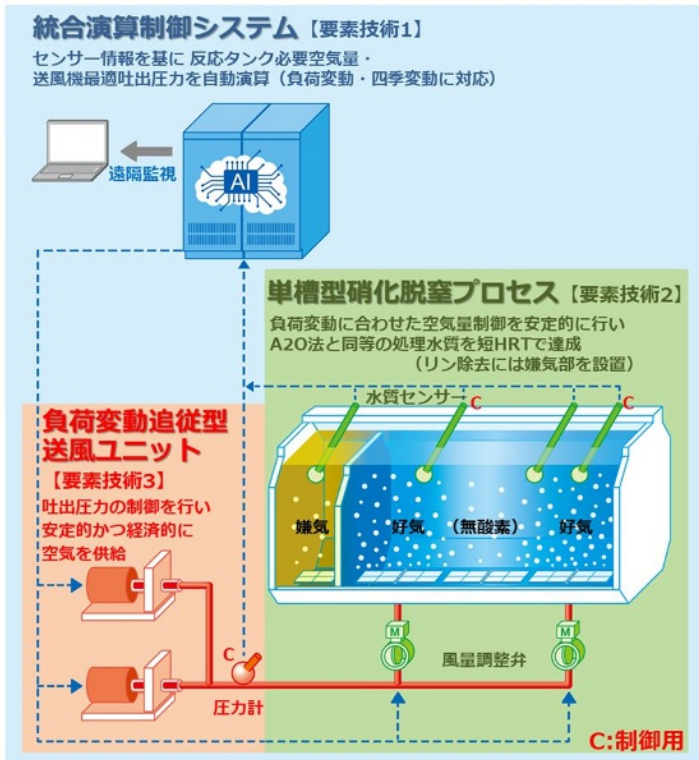 統合演算制御システム【要素技術1】
センサー情報を基に 反応タンク必要空気量・
送風機最適吐出圧力を自動演算（負荷変動・四季変動に対応）
遠隔監視
AI
単槽型硝化脱窒プロセス【要素技術2】
負荷変動に合わせた空気量制御を安定的に行い
A2O法と同等の処理水質を短HRTで達成
（リン除去には嫌気部を設置）
水質センサー
C
C
負荷変動追従型
送風ユニット
【要素技術3】
吐出圧力の制御を行い
安定的かつ経済的に
空気を供給
嫌気
好気
（無酸素）
好気
M
M
風量調整弁
C
圧力計
C:制御用